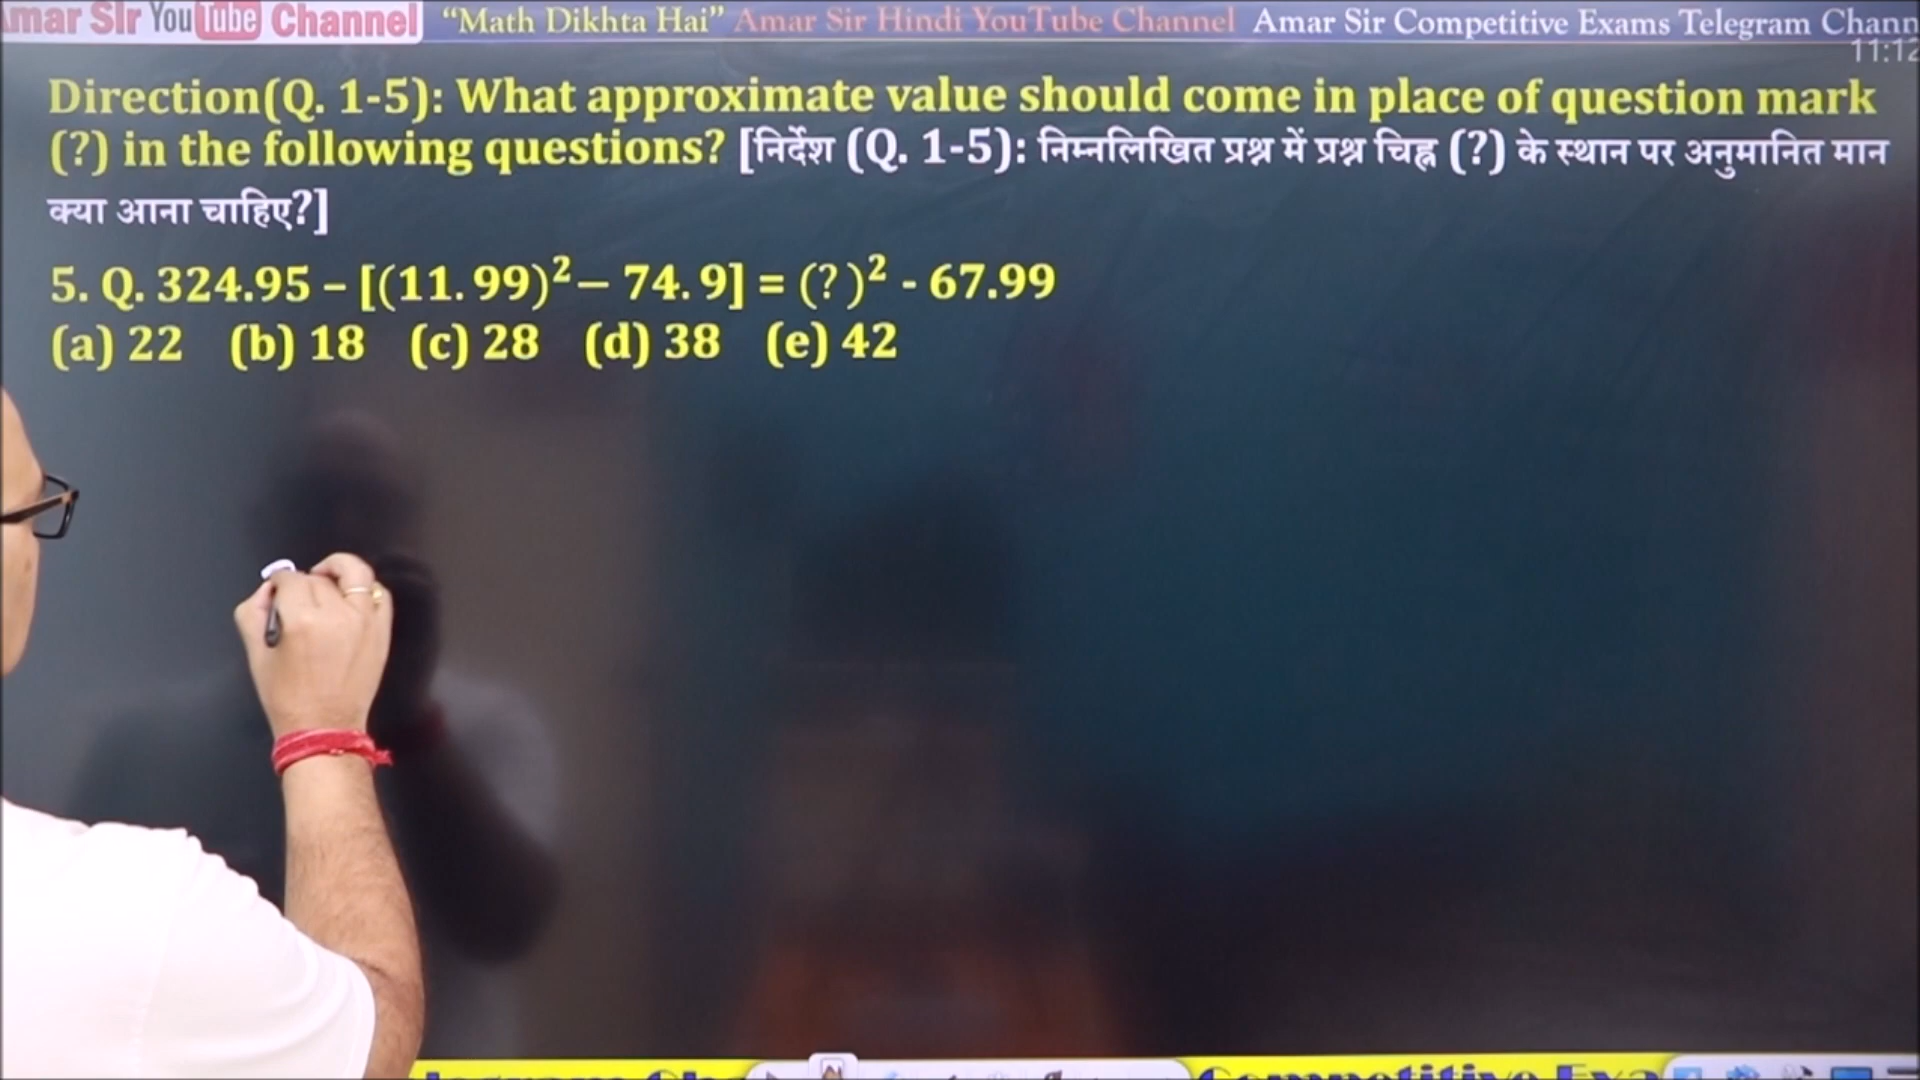 Amar Sir YouTube Channel "Math Dikhta Hai" Amar Sir Hindi YouTube Channel Amar Sir Competitive Exams Telegram Chann
11:12
Direction(Q. 1-5): What approximate value should come in place of question mark
(?) in the following questions? [निर्देश (Q. 1-5): निम्नलिखित प्रश्न में प्रश्न चिह्न (?) के स्थान पर अनुमानित मान
क्या आना चाहिए?]
5. Q. 324.95 – [(11.99)²– 74.9] = (?)² - 67.99
(a) 22 (b) 18 (c) 28 (d) 38 (e) 42
Competitive Exa